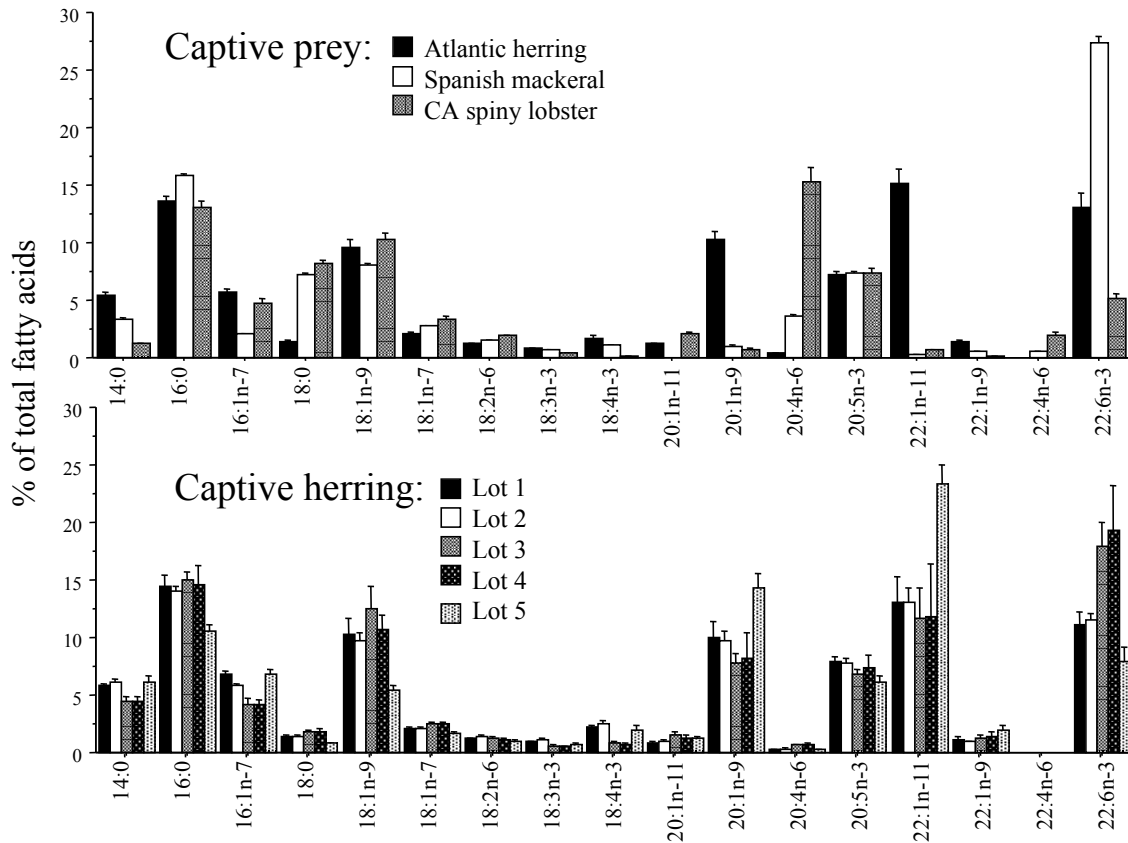 % of total fatty acids
30
25
20
15
10
5
0
Captive prey:
Atlantic herring
Spanish mackeral
CA spiny lobster
14:0
16:0
16:1n-7
18:0
18:1n-9
18:1n-7
18:2n-6
18:3n-3
18:4n-3
20:1n-11
20:1n-9
20:4n-6
20:5n-3
22:1n-11
22:1n-9
22:4n-6
22:6n-3
30
25
20
15
10
5
0
Captive herring:
Lot 1
Lot 2
Lot 3
Lot 4
Lot 5
14:0
16:0
16:1n-7
18:0
18:1n-9
18:1n-7
18:2n-6
18:3n-3
18:4n-3
20:1n-11
20:1n-9
20:4n-6
20:5n-3
22:1n-11
22:1n-9
22:4n-6
22:6n-3